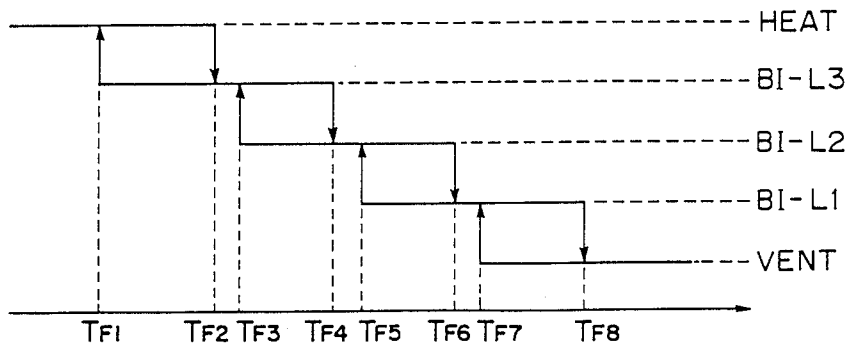 HEAT
BI-L3
BI-L2
BI-L1
VENT
TF1 TF2 TF3 TF4 TF5 TF6 TF7 TF8